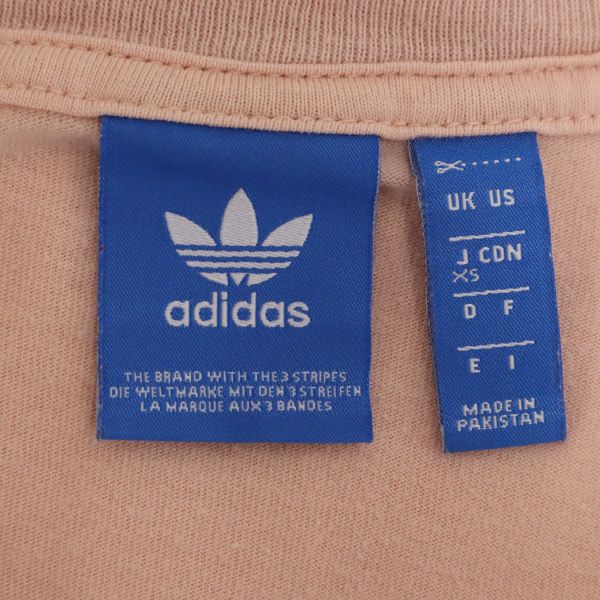 adidas
THE BRAND WITH THE 3 STRIPES
DIE WELTMARKE MIT DEN 3 STREIFEN
LA MARQUE AUX 3 BANDES
UK US
J CDN
XS
D F
E I
MADE IN
PAKISTAN